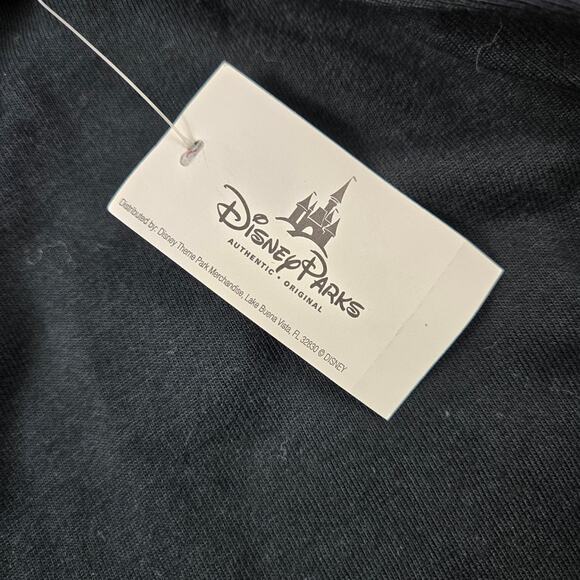 Disney Parks
AUTHENTIC • ORIGINAL
Distributed by: Disney Theme Park Merchandise, Lake Buena Vista, FL 32830 © DISNEY